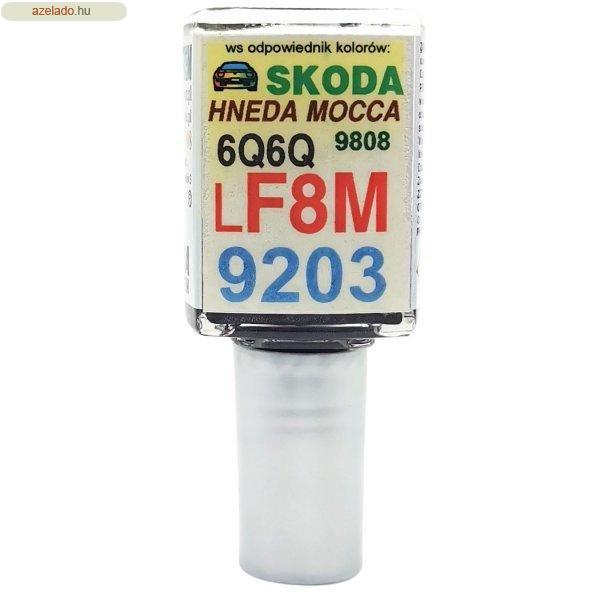 azelado.hu
ws odpowiednik kolorów:
SKODA
HNEDA MOCCA
6Q6Q 9808
LF8M
9203